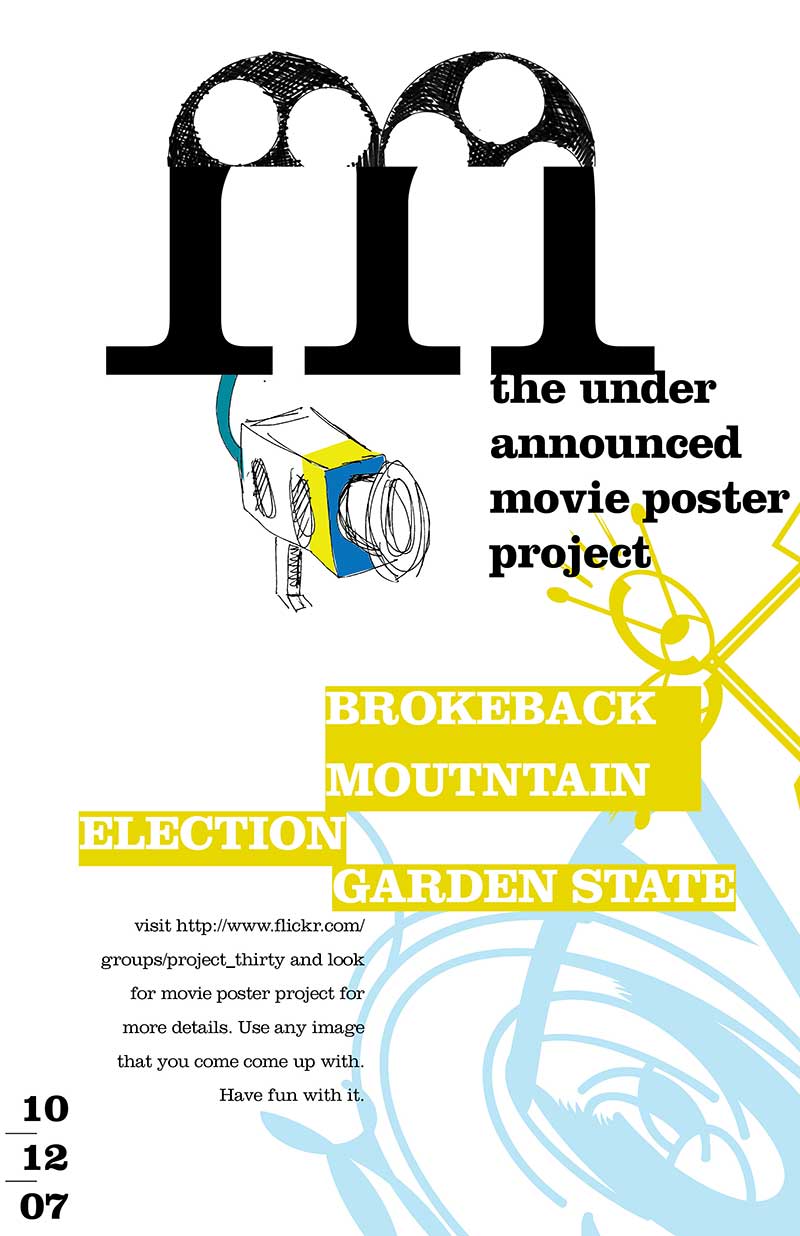 m
the under
announced
movie poster
project
BROKEBACK
MOUTNTAIN
ELECTION
GARDEN STATE
visit http://www.flickr.com/
groups/project_thirty and look
for movie poster project for
more details. Use any image
that you come come up with.
Have fun with it.
10
12
07